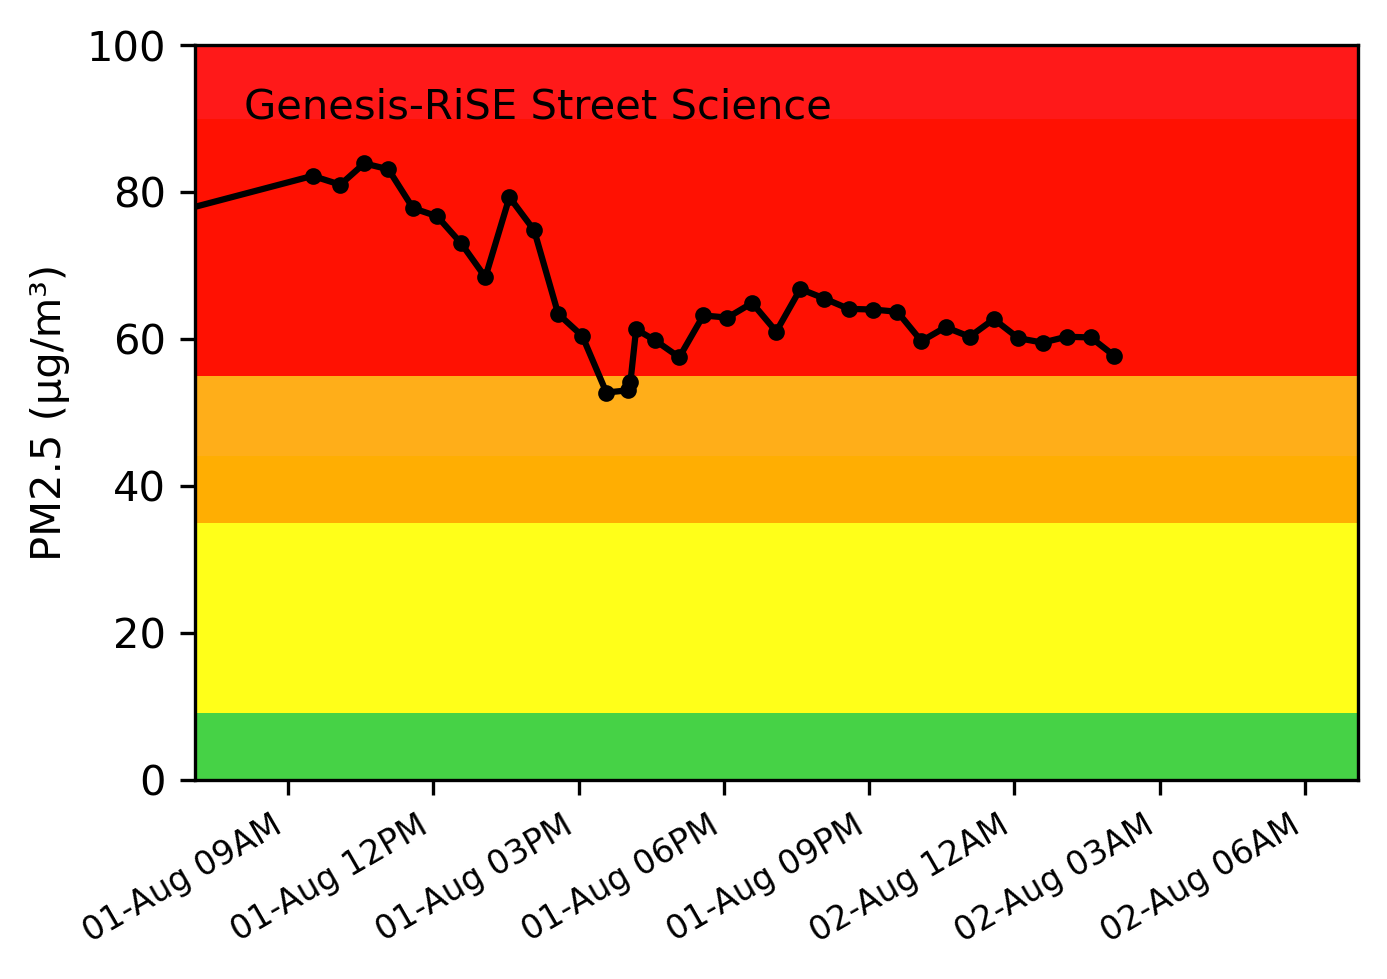 Genesis-RiSE Street Science
PM2.5 (µg/m³)
100
80
60
40
20
0
01-Aug 09AM
01-Aug 12PM
01-Aug 03PM
01-Aug 06PM
01-Aug 09PM
02-Aug 12AM
02-Aug 03AM
02-Aug 06AM